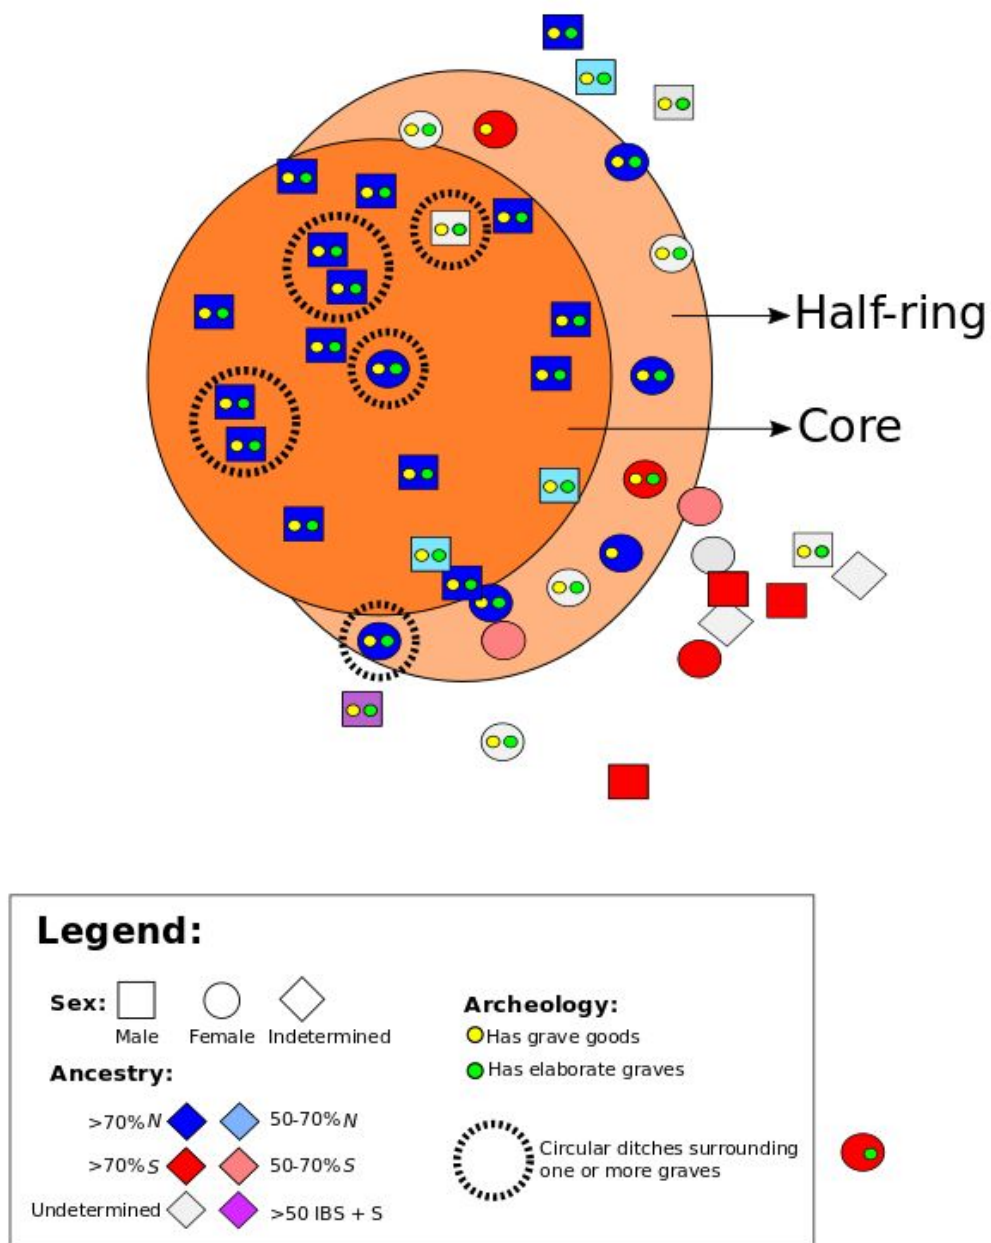 Half-ring
Core
Legend:
Sex:
Male Female Indetermined
Ancestry:
>70%N 50-70%N
>70%S 50-70%S
Undetermined >50 IBS + S
Archeology:
Has grave goods
Has elaborate graves
Circular ditches surrounding
one or more graves